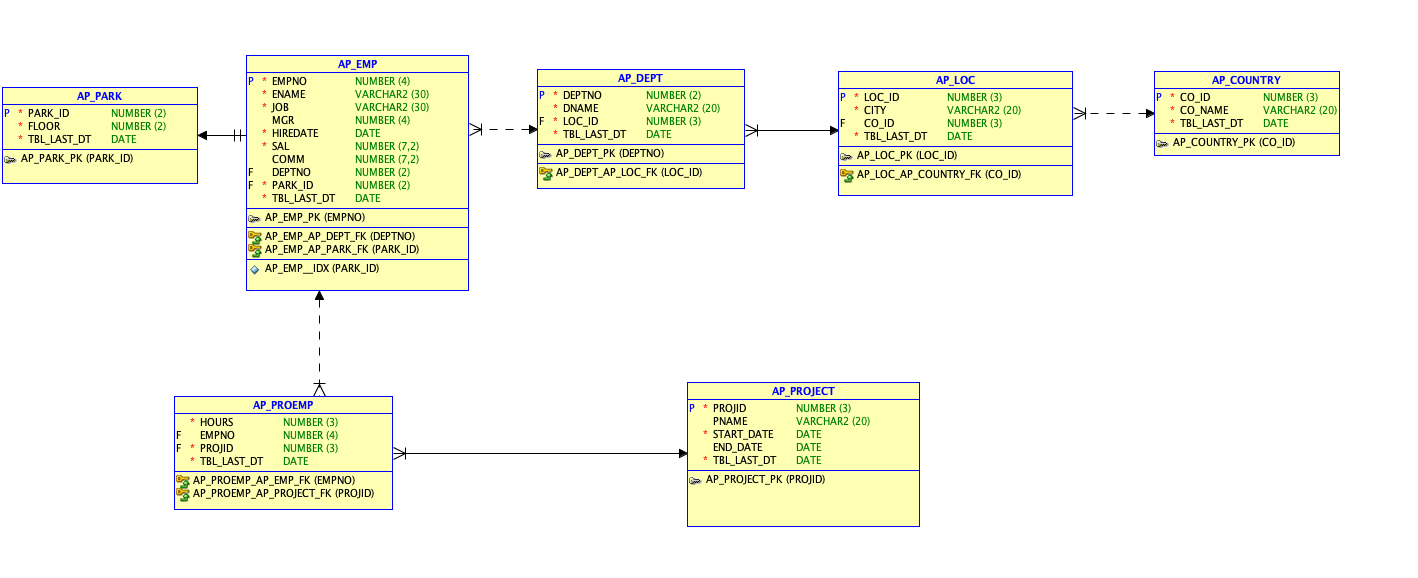 AP_PARK
P * PARK_ID NUMBER (2)
* FLOOR NUMBER (2)
* TBL_LAST_DT DATE
AP_PARK_PK (PARK_ID)
AP_EMP
P * EMPNO NUMBER (4)
* ENAME VARCHAR2 (30)
* JOB VARCHAR2 (30)
MGR NUMBER (4)
* HIREDATE DATE
* SAL NUMBER (7,2)
COMM NUMBER (7,2)
F DEPTNO NUMBER (2)
F * PARK_ID NUMBER (2)
* TBL_LAST_DT DATE
AP_EMP_PK (EMPNO)
AP_EMP_AP_DEPT_FK (DEPTNO)
AP_EMP_AP_PARK_FK (PARK_ID)
AP_EMP__IDX (PARK_ID)
AP_DEPT
P * DEPTNO NUMBER (2)
* DNAME VARCHAR2 (20)
F * LOC_ID NUMBER (3)
* TBL_LAST_DT DATE
AP_DEPT_PK (DEPTNO)
AP_DEPT_AP_LOC_FK (LOC_ID)
AP_LOC
P * LOC_ID NUMBER (3)
* CITY VARCHAR2 (20)
F CO_ID NUMBER (3)
* TBL_LAST_DT DATE
AP_LOC_PK (LOC_ID)
AP_LOC_AP_COUNTRY_FK (CO_ID)
AP_COUNTRY
P * CO_ID NUMBER (3)
* CO_NAME VARCHAR2 (20)
* TBL_LAST_DT DATE
AP_COUNTRY_PK (CO_ID)
AP_PROEMP
* HOURS NUMBER (3)
F EMPNO NUMBER (4)
F * PROJID NUMBER (3)
* TBL_LAST_DT DATE
AP_PROEMP_AP_EMP_FK (EMPNO)
AP_PROEMP_AP_PROJECT_FK (PROJID)
AP_PROJECT
P * PROJID NUMBER (3)
PNAME VARCHAR2 (20)
* START_DATE DATE
END_DATE DATE
* TBL_LAST_DT DATE
AP_PROJECT_PK (PROJID)